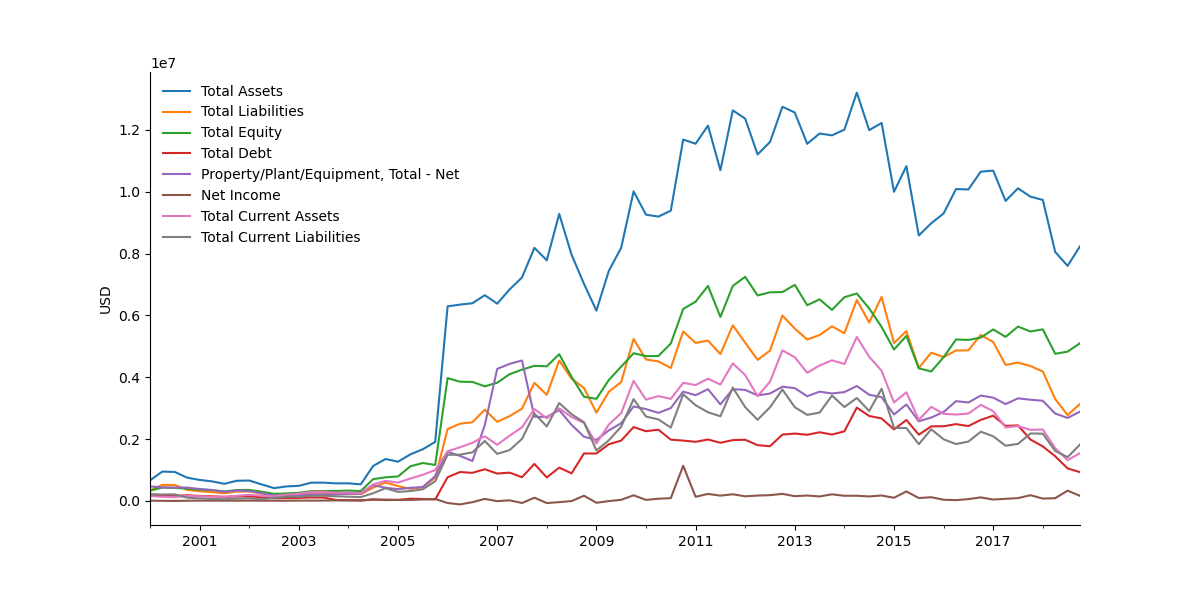 1e7
Total Assets
Total Liabilities
Total Equity
Total Debt
Property/Plant/Equipment, Total - Net
Net Income
Total Current Assets
Total Current Liabilities
USD
1.2
1.0
0.8
0.6
0.4
0.2
0.0
2001 2003 2005 2007 2009 2011 2013 2015 2017